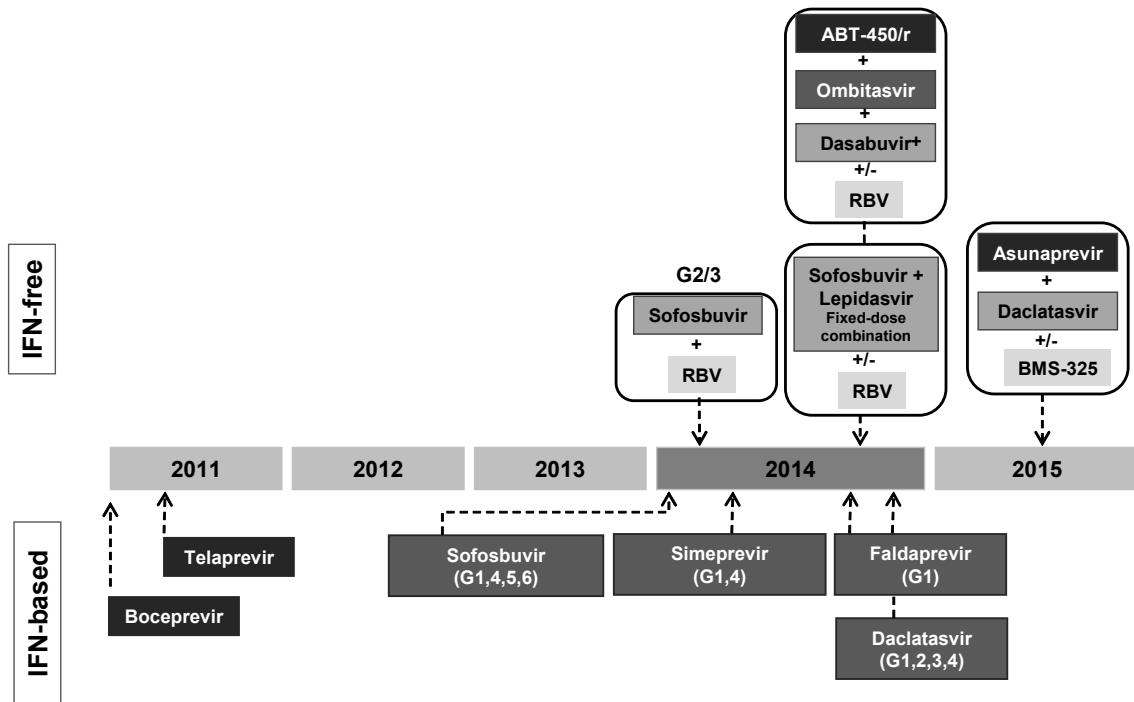 ABT-450/r
+
Ombitasvir
+
Dasabuvir+
+/-
RBV
IFN-free
G2/3
Sofosbuvir
+
RBV
Sofosbuvir +
Lepidasvir
Fixed-dose
combination
+/-
RBV
Asunaprevir
+
Daclatasvir
+/-
BMS-325
2011
2012
2013
2014
2015
IFN-based
Telaprevir
Boceprevir
Sofosbuvir
(G1,4,5,6)
Simeprevir
(G1,4)
Faldaprevir
(G1)
Daclatasvir
(G1,2,3,4)